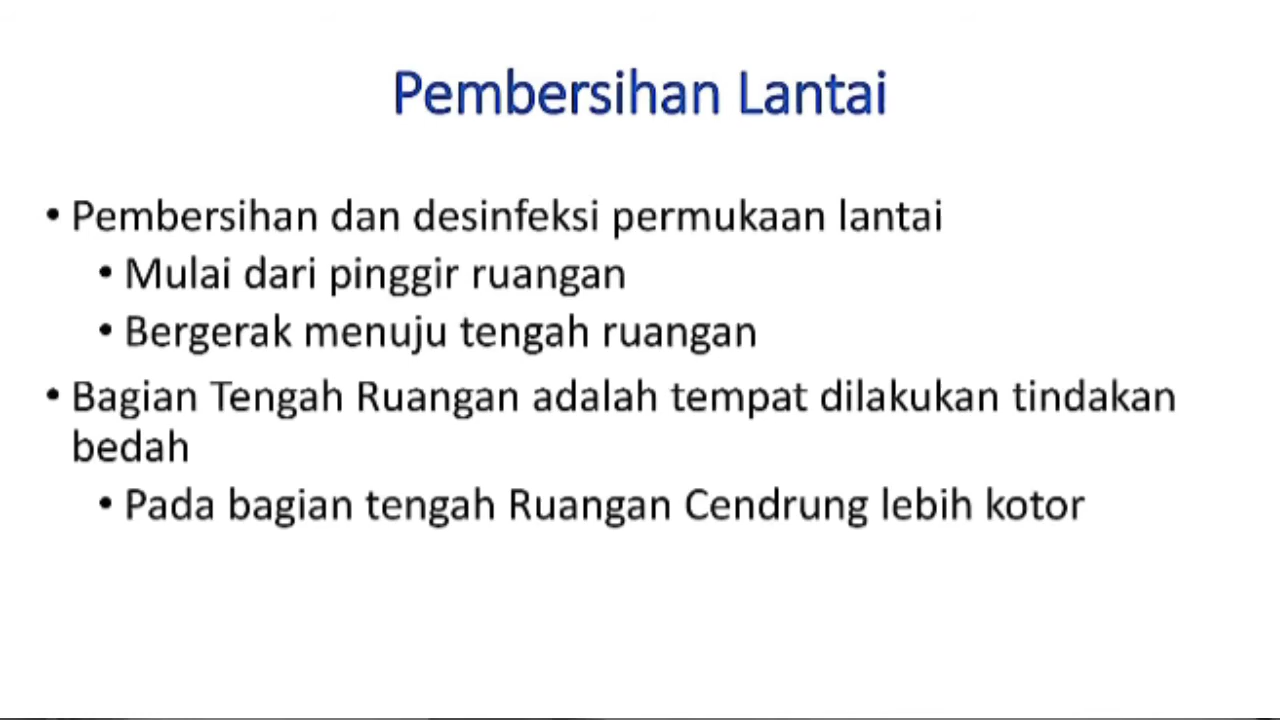 Pembersihan Lantai
• Pembersihan dan desinfeksi permukaan lantai
• Mulai dari pinggir ruangan
• Bergerak menuju tengah ruangan
• Bagian Tengah Ruangan adalah tempat dilakukan tindakan
bedah
• Pada bagian tengah Ruangan Cendrung lebih kotor